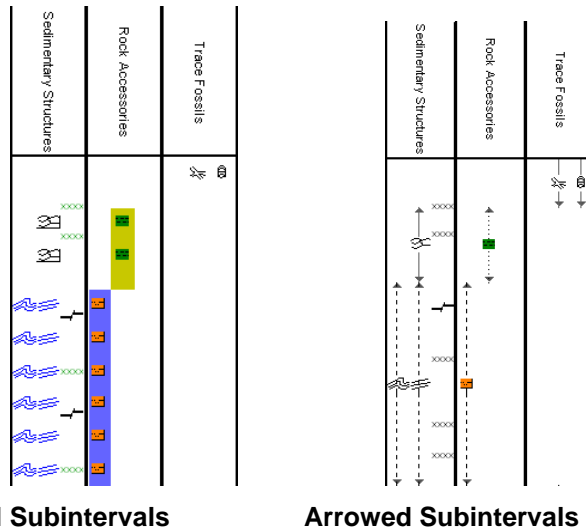 Sedimentary Structures
Rock Accessories
Trace Fossils
Sedimentary Structures
Rock Accessories
Trace Fossils
Subintervals
Arrowed Subintervals